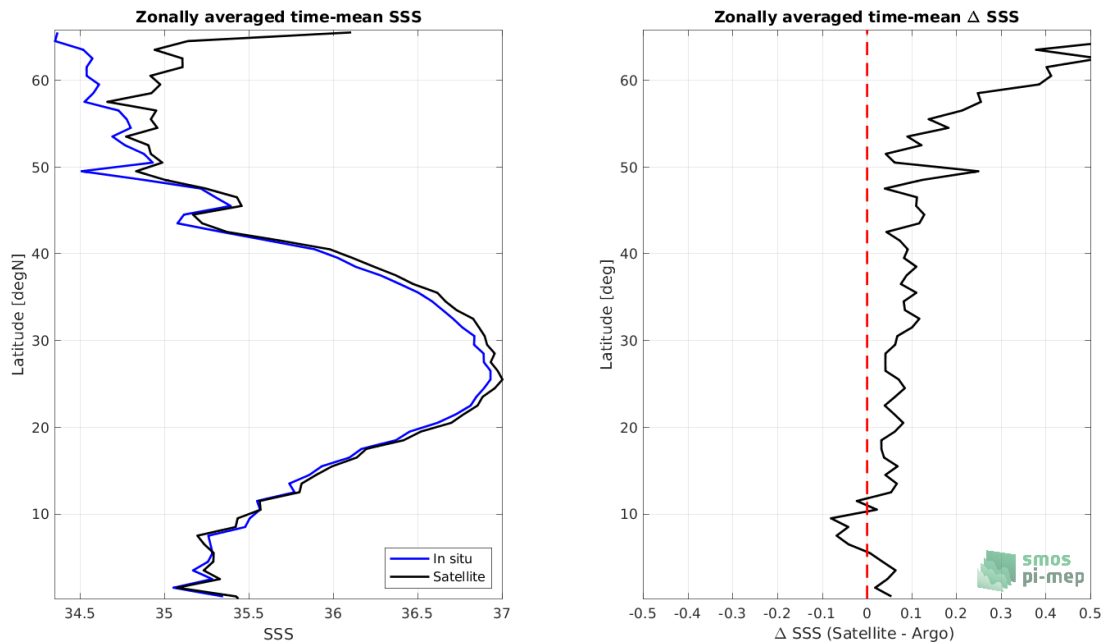 Zonally averaged time-mean SSS
60
50
40
30
20
10
Latitude [degN]
34.5
35
35.5
36
36.5
37
SSS
In situ
Satellite
Zonally averaged time-mean Δ SSS
60
50
40
30
20
10
Latitude [deg]
-0.5
-0.4
-0.3
-0.2
-0.1
0
0.1
0.2
0.3
0.4
0.5
Δ SSS (Satellite - Argo)
smos
pi-mep